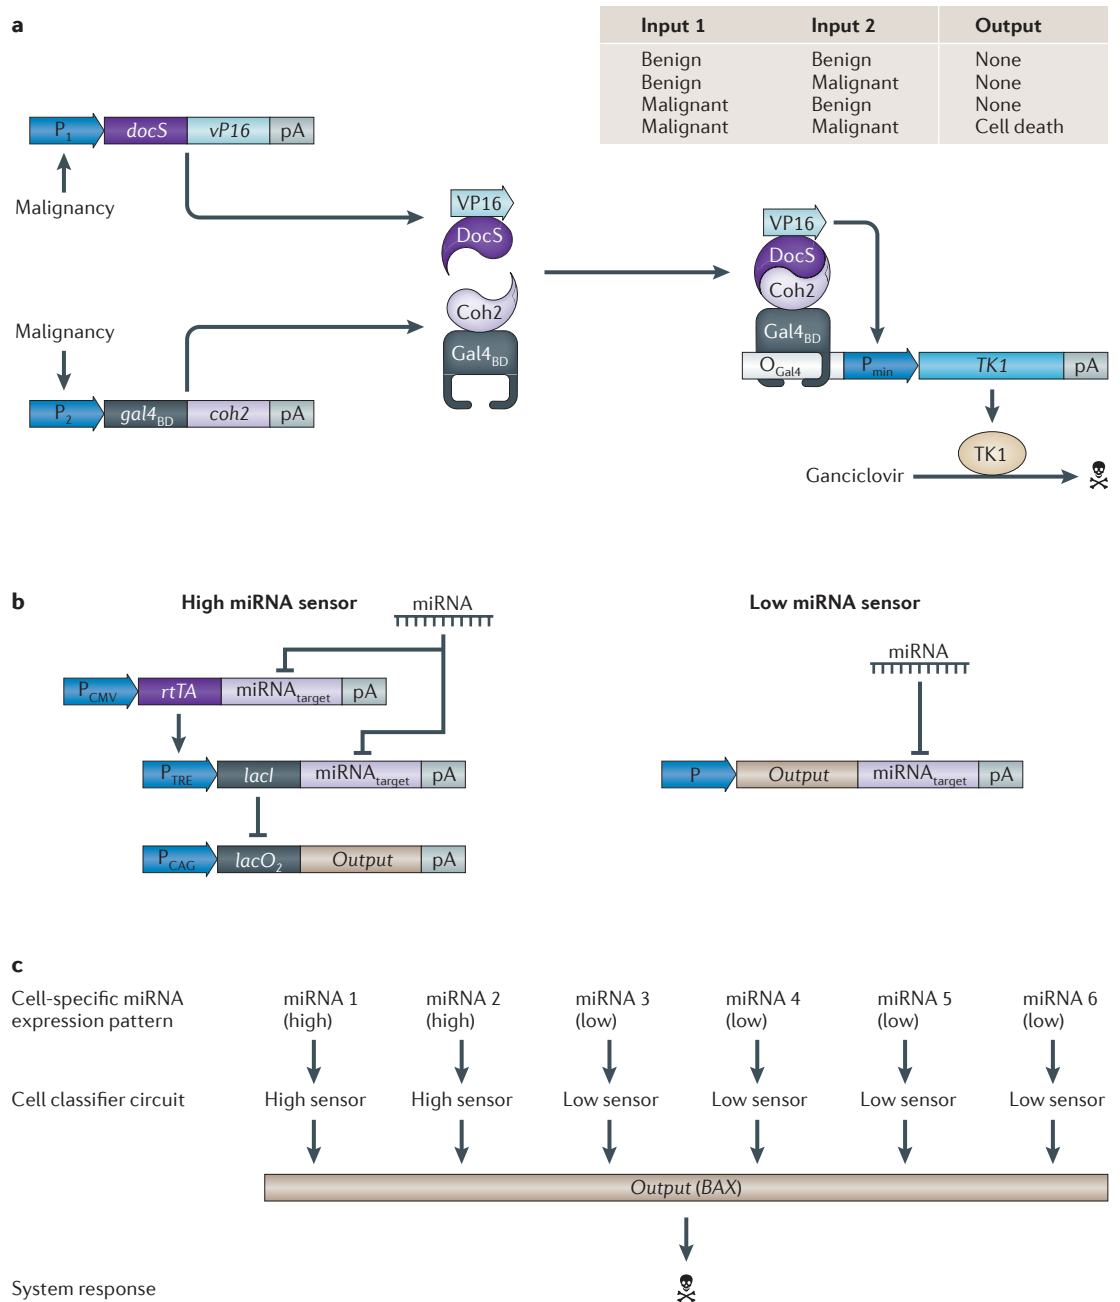 a
Input 1 Input 2 Output
Benign Benign None
Benign Malignant None
Malignant Benign None
Malignant Malignant Cell death
P1 docS vP16 pA
Malignancy
VP16
DocS
Coh2
Gal4BD
Malignancy
P2 gal4BD coh2 pA
VP16
DocS
Coh2
Gal4BD
OGal4 Pmin TK1 pA
TK1
Ganciclovir
b
High miRNA sensor
miRNA
PCMV rtTA miRNAtarget pA
PTRE lacI miRNAtarget pA
PCAG lacO2 Output pA
Low miRNA sensor
miRNA
P Output miRNAtarget pA
c
Cell-specific miRNA
expression pattern
miRNA 1 miRNA 2 miRNA 3 miRNA 4 miRNA 5 miRNA 6
(high) (high) (low) (low) (low) (low)
Cell classifier circuit High sensor High sensor Low sensor Low sensor Low sensor Low sensor
Output (BAX)
System response